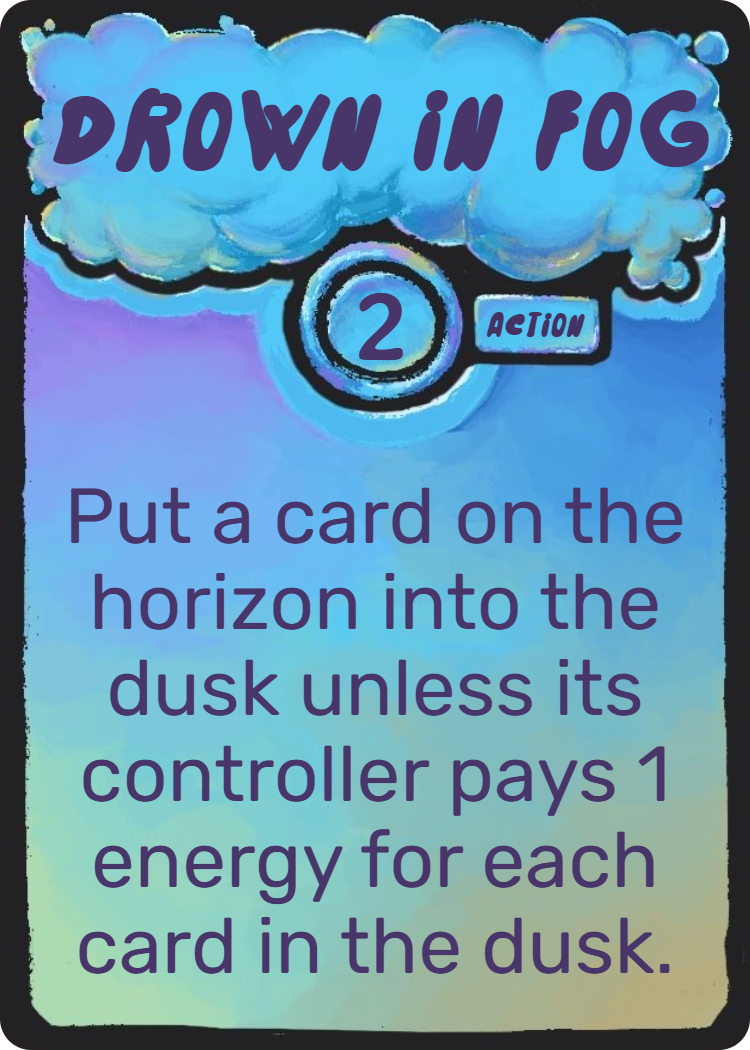 DROWN IN FOG
2
ACTION
Put a card on the
horizon into the
dusk unless its
controller pays 1
energy for each
card in the dusk.